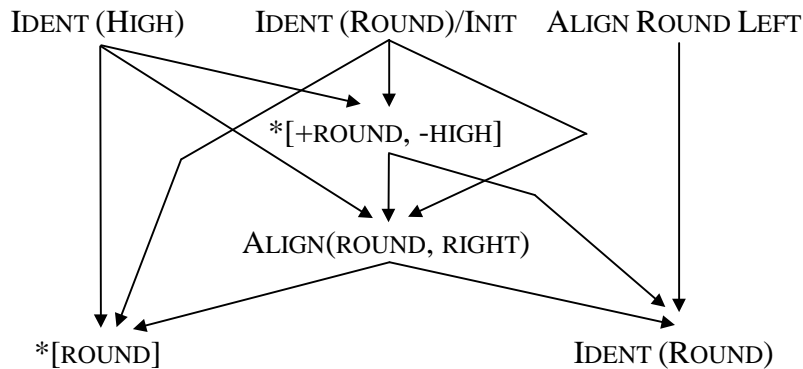 IDENT (HIGH) IDENT (ROUND)/INIT ALIGN ROUND LEFT
*[+ROUND, -HIGH]
ALIGN(ROUND, RIGHT)
*[ROUND] IDENT (ROUND)